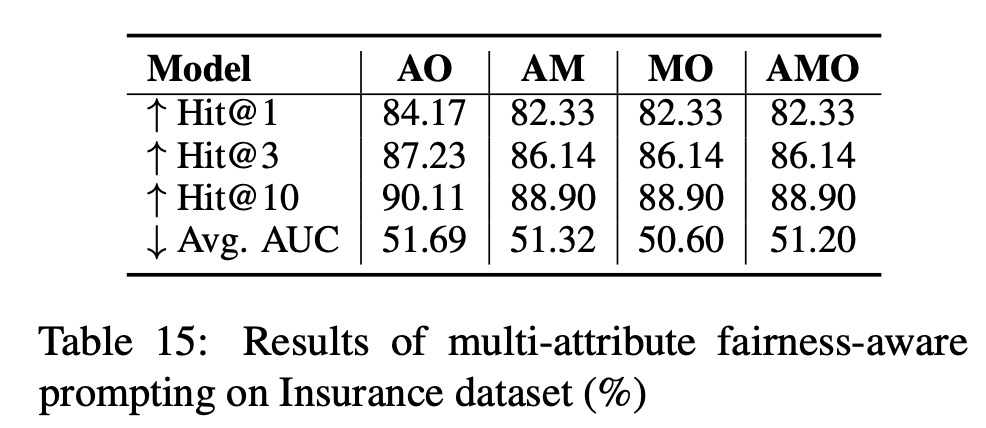 Model AO AM MO AMO
↑ Hit@1 84.17 82.33 82.33 82.33
↑ Hit@3 87.23 86.14 86.14 86.14
↑ Hit@10 90.11 88.90 88.90 88.90
↓ Avg. AUC 51.69 51.32 50.60 51.20
Table 15: Results of multi-attribute fairness-aware
prompting on Insurance dataset (%)